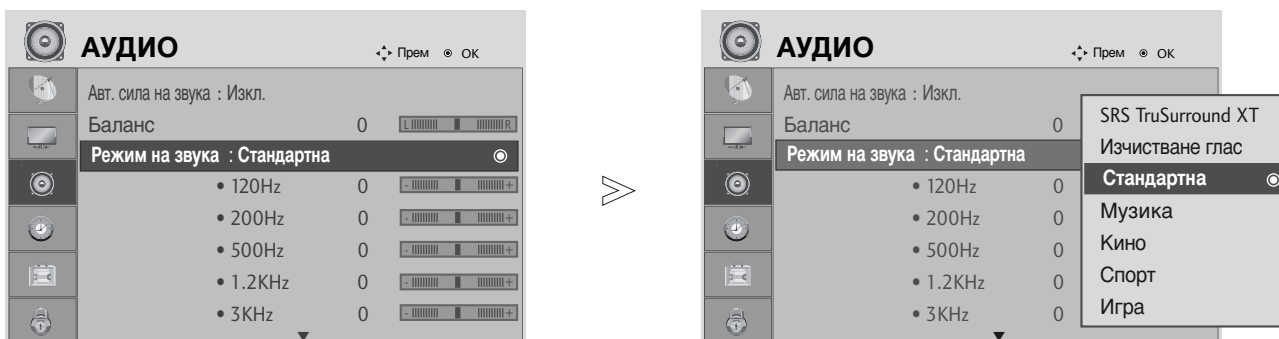 АУДИО
Прем ОК
Авт. сила на звука : Изкл.
Баланс 0 L R
Режим на звука : Стандартна
• 120Hz 0 - +
• 200Hz 0 - +
• 500Hz 0 - +
• 1.2KHz 0 - +
• 3KHz 0 - +
АУДИО
Прем ОК
Авт. сила на звука : Изкл.
Баланс 0
Режим на звука : Стандартна
• 120Hz 0
• 200Hz 0
• 500Hz 0
• 1.2KHz 0
• 3KHz 0
SRS TruSurround XT
Изчистване глас
Стандартна
Музика
Кино
Спорт
Игра